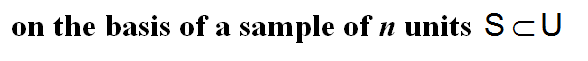 on the basis of a sample of n units S⊂U